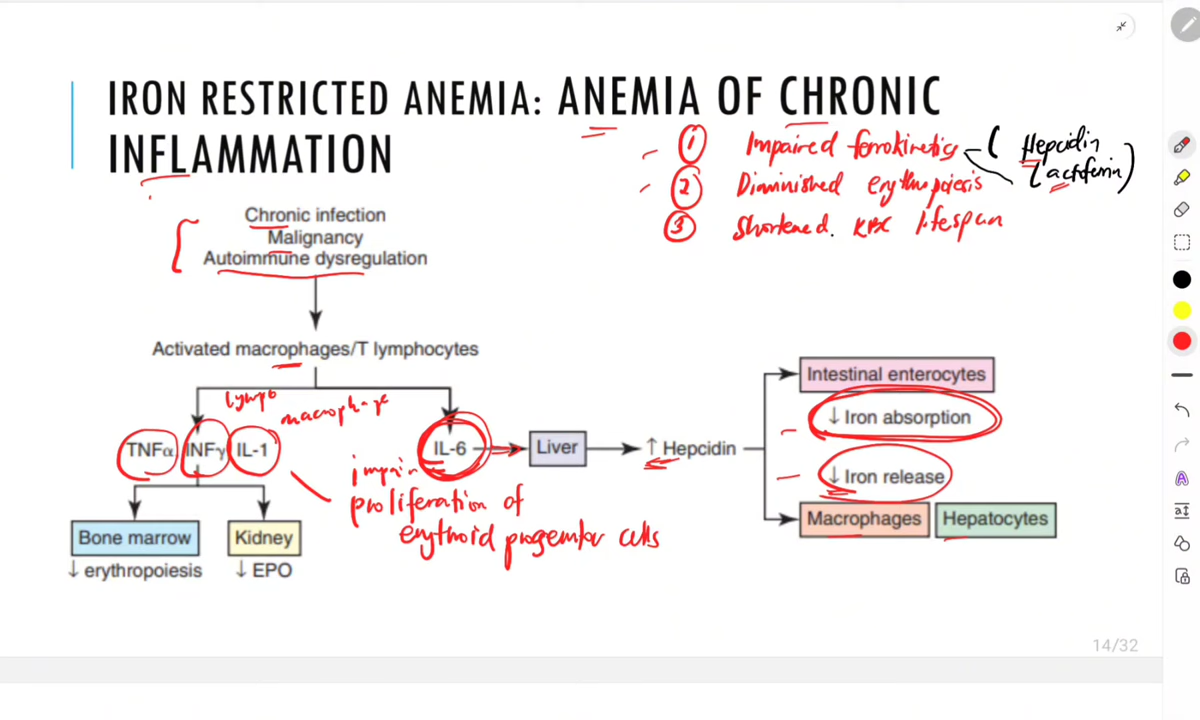 IRON RESTRICTED ANEMIA: ANEMIA OF CHRONIC
INFLAMMATION
① Impaired ferrokinetics ( Hepcidin
Lactoferrin )
② Diminished erythropoiesis
③ Shortened. RBC lifespan
Chronic infection
Malignancy
Autoimmune dysregulation
Activated macrophages/T lymphocytes
lympo
macrophage
TNFα INFγ IL-1
IL-6
Liver
↑ Hepcidin
Intestinal enterocytes
↓ Iron absorption
↓ Iron release
Macrophages
Hepatocytes
impair
proliferation of
erythroid progenitor cells
Bone marrow
↓ erythropoiesis
Kidney
↓ EPO
14/32